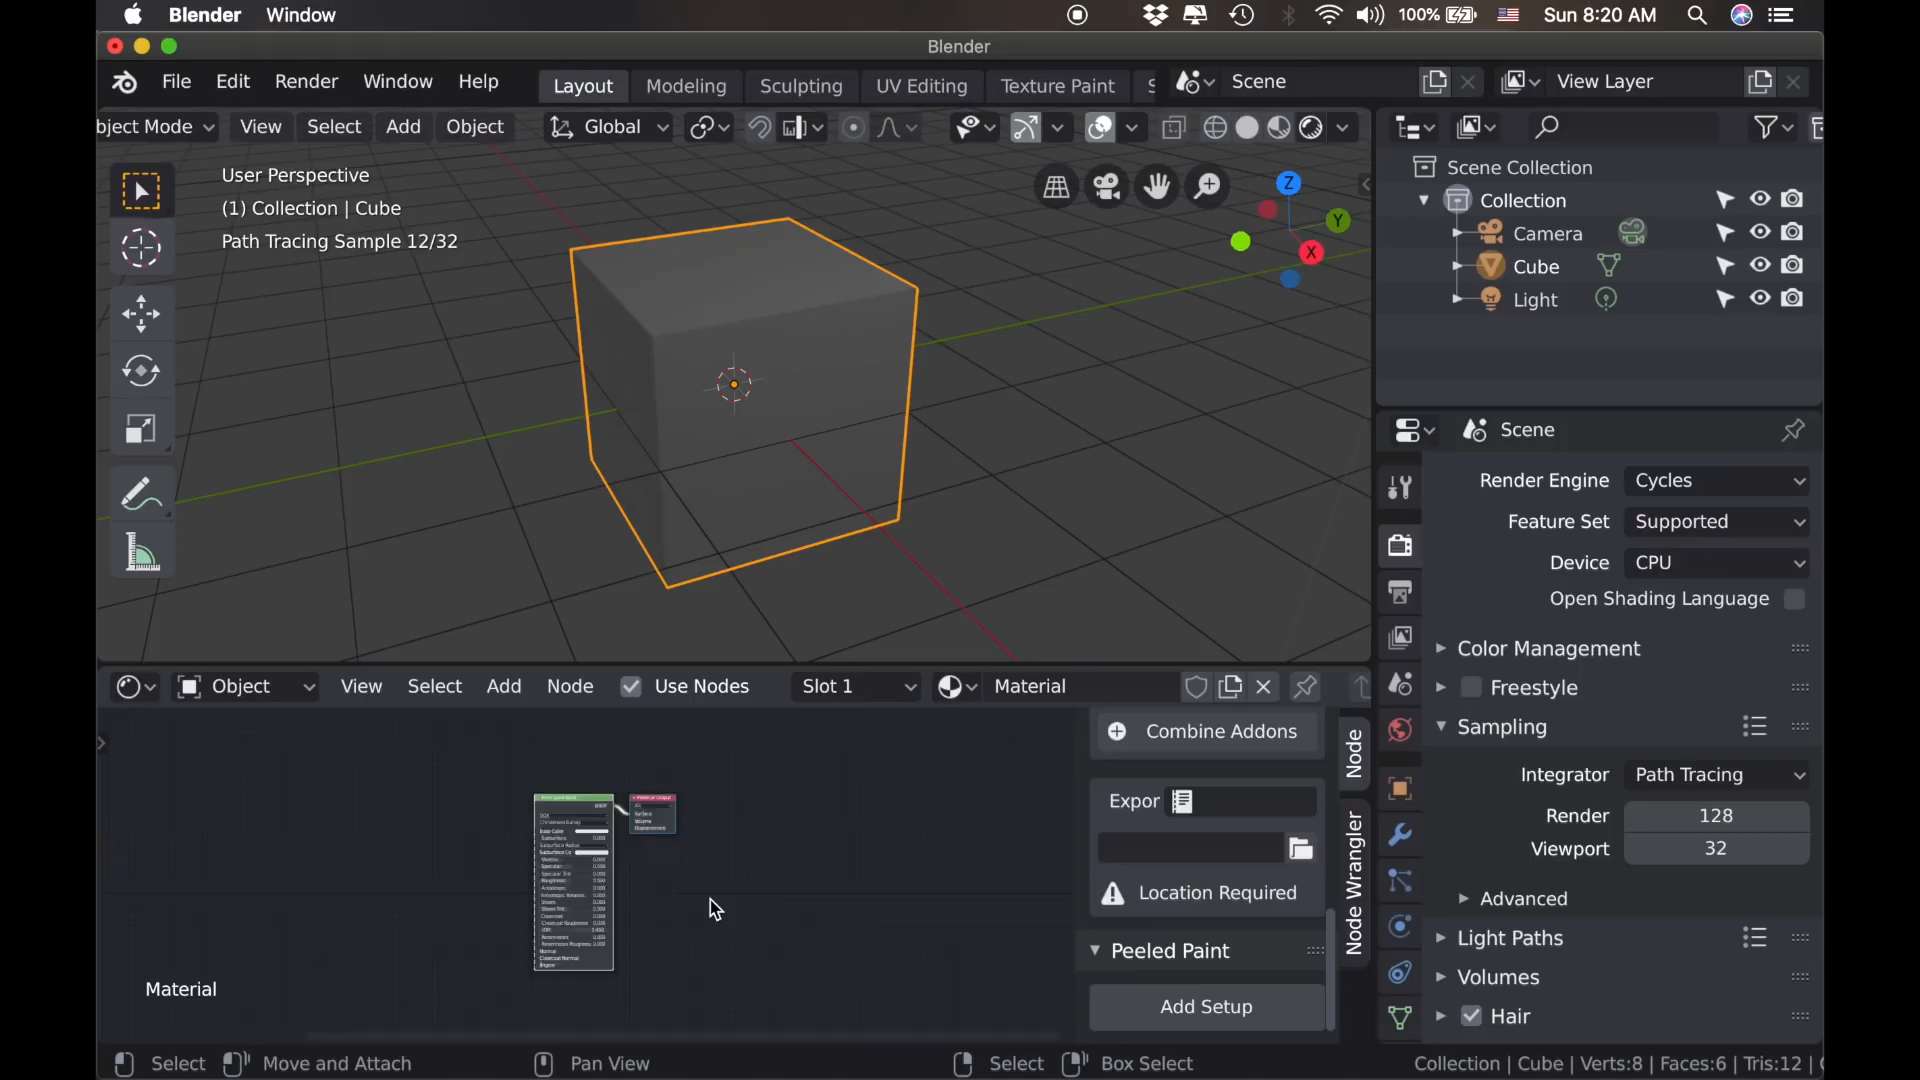 Blender Window 100% Sun 8:20 AM
Blender
File Edit Render Window Help Layout Modeling Sculpting UV Editing Texture Paint Scene View Layer
bject Mode View Select Add Object Global
User Perspective
(1) Collection | Cube
Path Tracing Sample 12/32
Z
Y
X
Scene Collection
Collection
Camera
Cube
Light
Scene
Render Engine Cycles
Feature Set Supported
Device CPU
Open Shading Language
Color Management
Freestyle
Sampling
Integrator Path Tracing
Render 128
Viewport 32
Advanced
Light Paths
Volumes
Hair
Object View Select Add Node Use Nodes Slot 1 Material
Combine Addons
Expor
Location Required
Peeled Paint
Add Setup
Node
Node Wrangler
Material
Select Move and Attach Pan View Select Box Select Collection | Cube | Verts:8 | Faces:6 | Tris:12 |